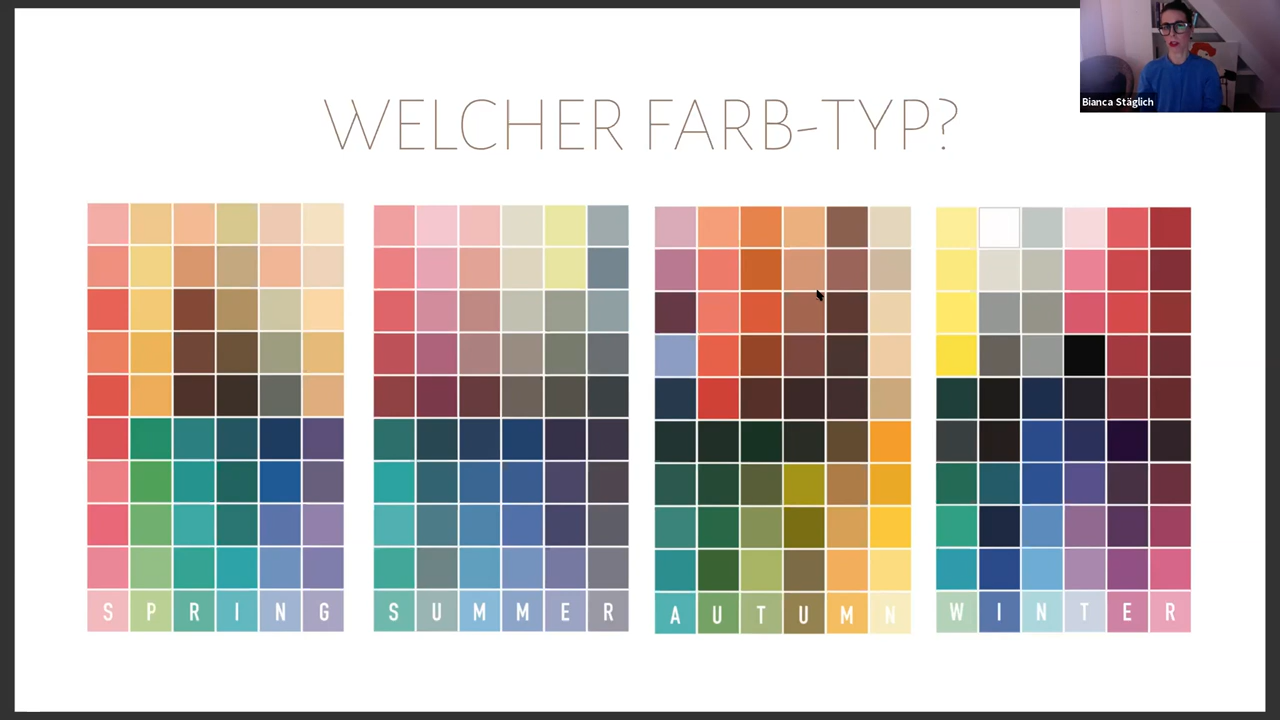 WELCHER FARB-TYP?
Bianca Stäglich
SPRING
SUMMER
AUTUMN
WINTER